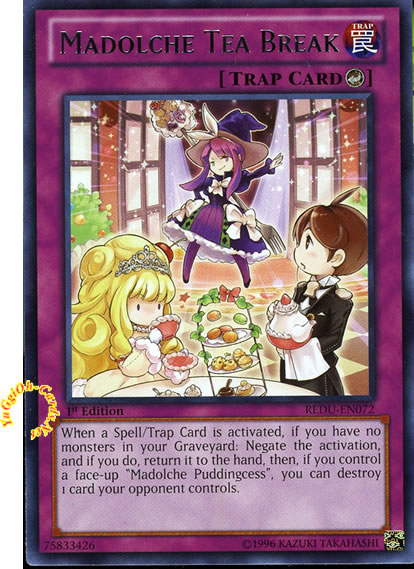 MADOLCHE TEA BREAK
TRAP
罠
[TRAP CARD]
YuGgiOh-Cards.Net
1st Edition
REDU-EN072
When a Spell/Trap Card is activated, if you have no
monsters in your Graveyard: Negate the activation,
and if you do, return it to the hand, then, if you control
a face-up "Madolche Puddingcess", you can destroy
1 card your opponent controls.
75833426
©1996 KAZUKI TAKAHASHI